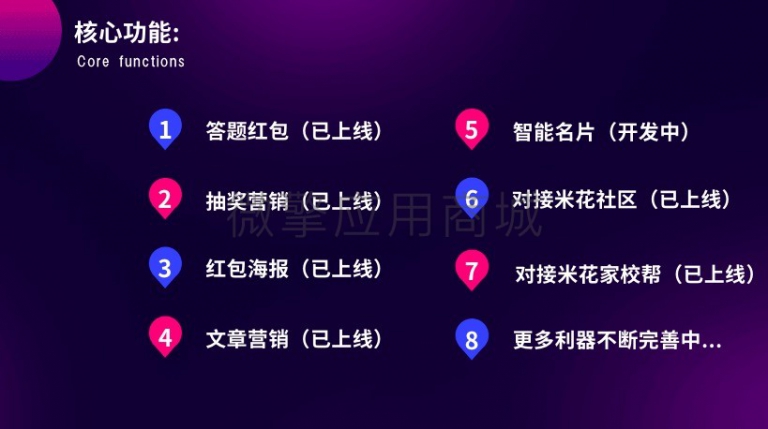 核心功能:
Core functions
1 答题红包（已上线）
2 抽奖营销（已上线）
3 红包海报（已上线）
4 文章营销（已上线）
5 智能名片（开发中）
6 对接米花社区（已上线）
7 对接米花家校帮（已上线）
8 更多利器不断完善中...
微擎应用商城